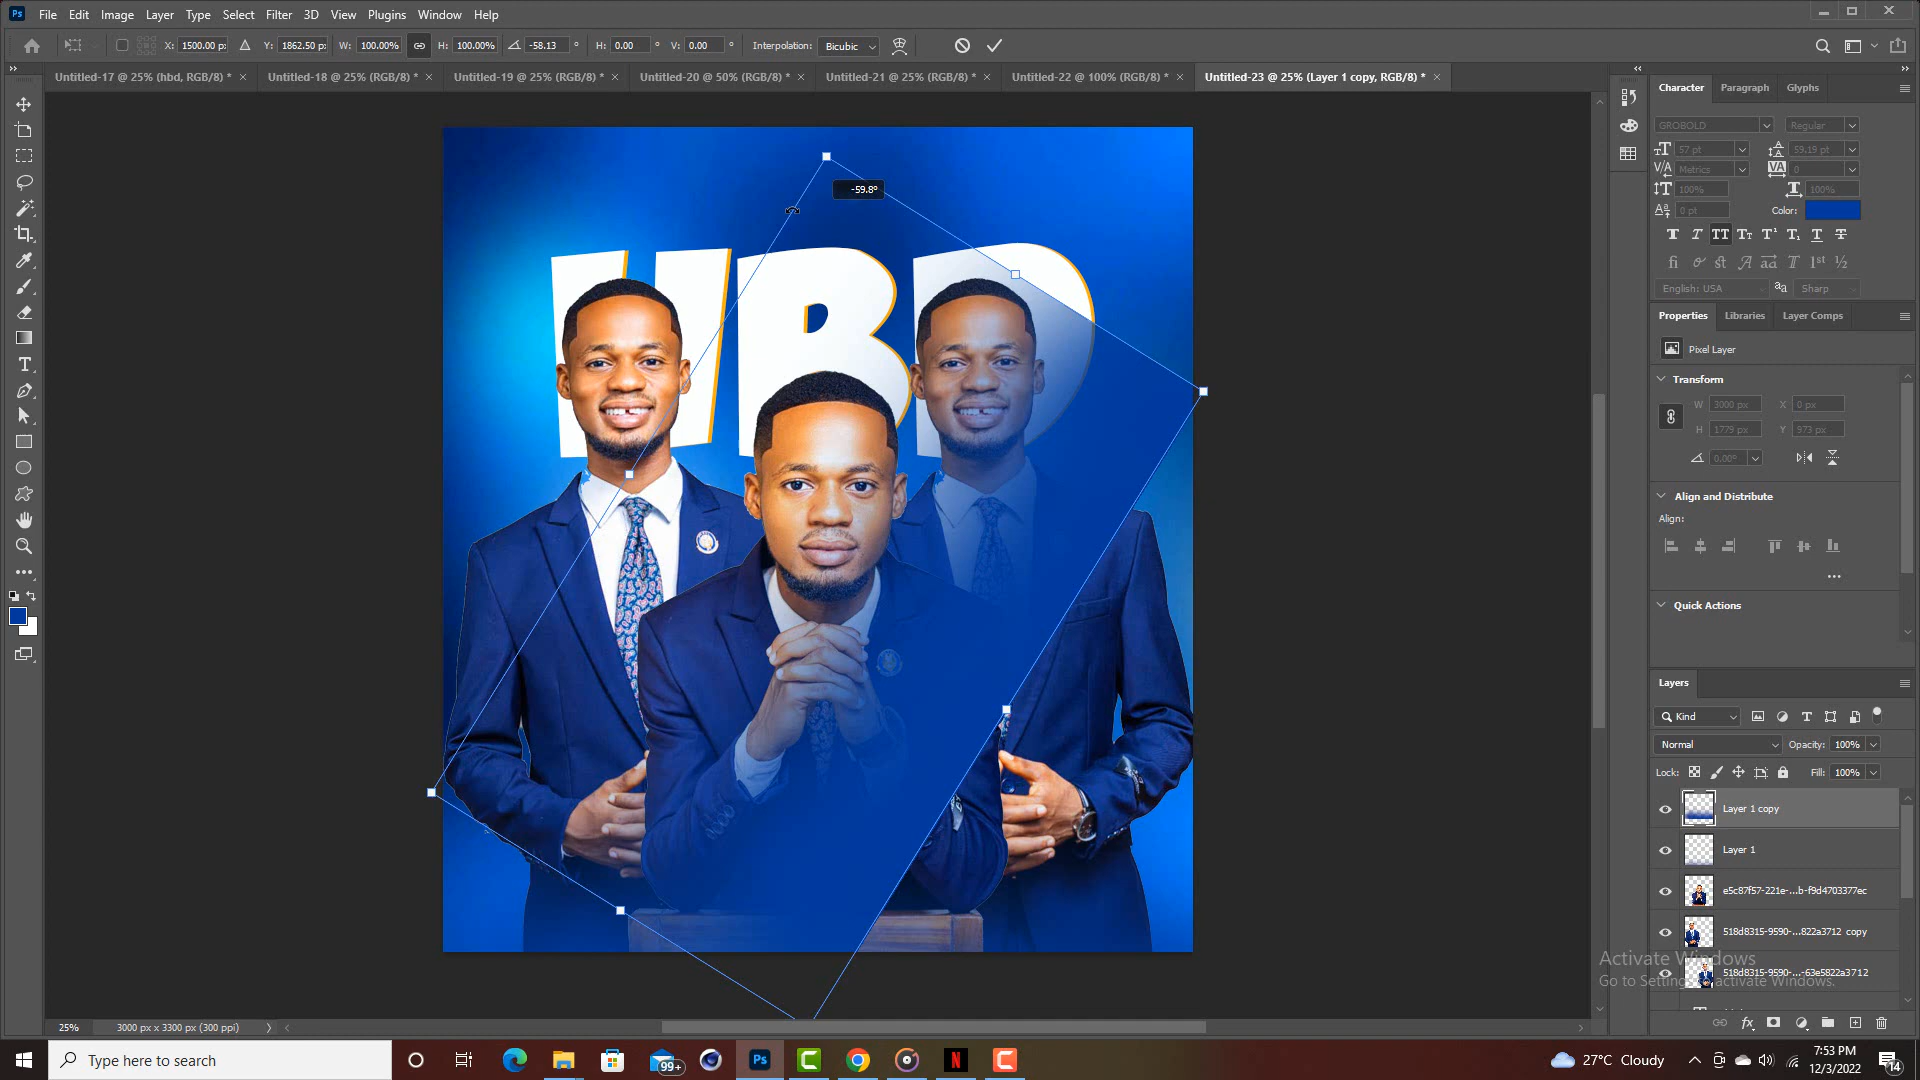 Ps File Edit Image Layer Type Select Filter 3D View Plugins Window Help
X: 1500.00 px Y: 1862.50 px W: 100.00% H: 100.00% -58.13 ° H: 0.00 ° V: 0.00 ° Interpolation: Bicubic
Untitled-17 @ 25% (hbd, RGB/8) * × Untitled-18 @ 25% (RGB/8) * × Untitled-19 @ 25% (RGB/8) * × Untitled-20 @ 50% (RGB/8) * × Untitled-21 @ 25% (RGB/8) * × Untitled-22 @ 100% (RGB/8) * × Untitled-23 @ 25% (Layer 1 copy, RGB/8) * ×
-59.8°
HBD
Character Paragraph Glyphs
GROBOLD Regular
57 pt 59.19 pt
Metrics 0
100% 100%
0 pt Color:
English: USA aa Sharp
Properties Libraries Layer Comps
Pixel Layer
Transform
W 3000 px X 0 px
H 1779 px Y 973 px
0.00°
Align and Distribute
Align:
Quick Actions
Layers
Kind
Normal Opacity: 100%
Lock: Fill: 100%
Layer 1 copy
Layer 1
e5c87f57-221e-...b-f9d4703377ec
518d8315-9590-...822a3712 copy
518d8315-9590-...-63e5822a3712
Activate Windows
Go to Settings to activate Windows.
25% 3000 px x 3300 px (300 ppi)
Type here to search
99+
27°C Cloudy
7:53 PM
12/3/2022
14